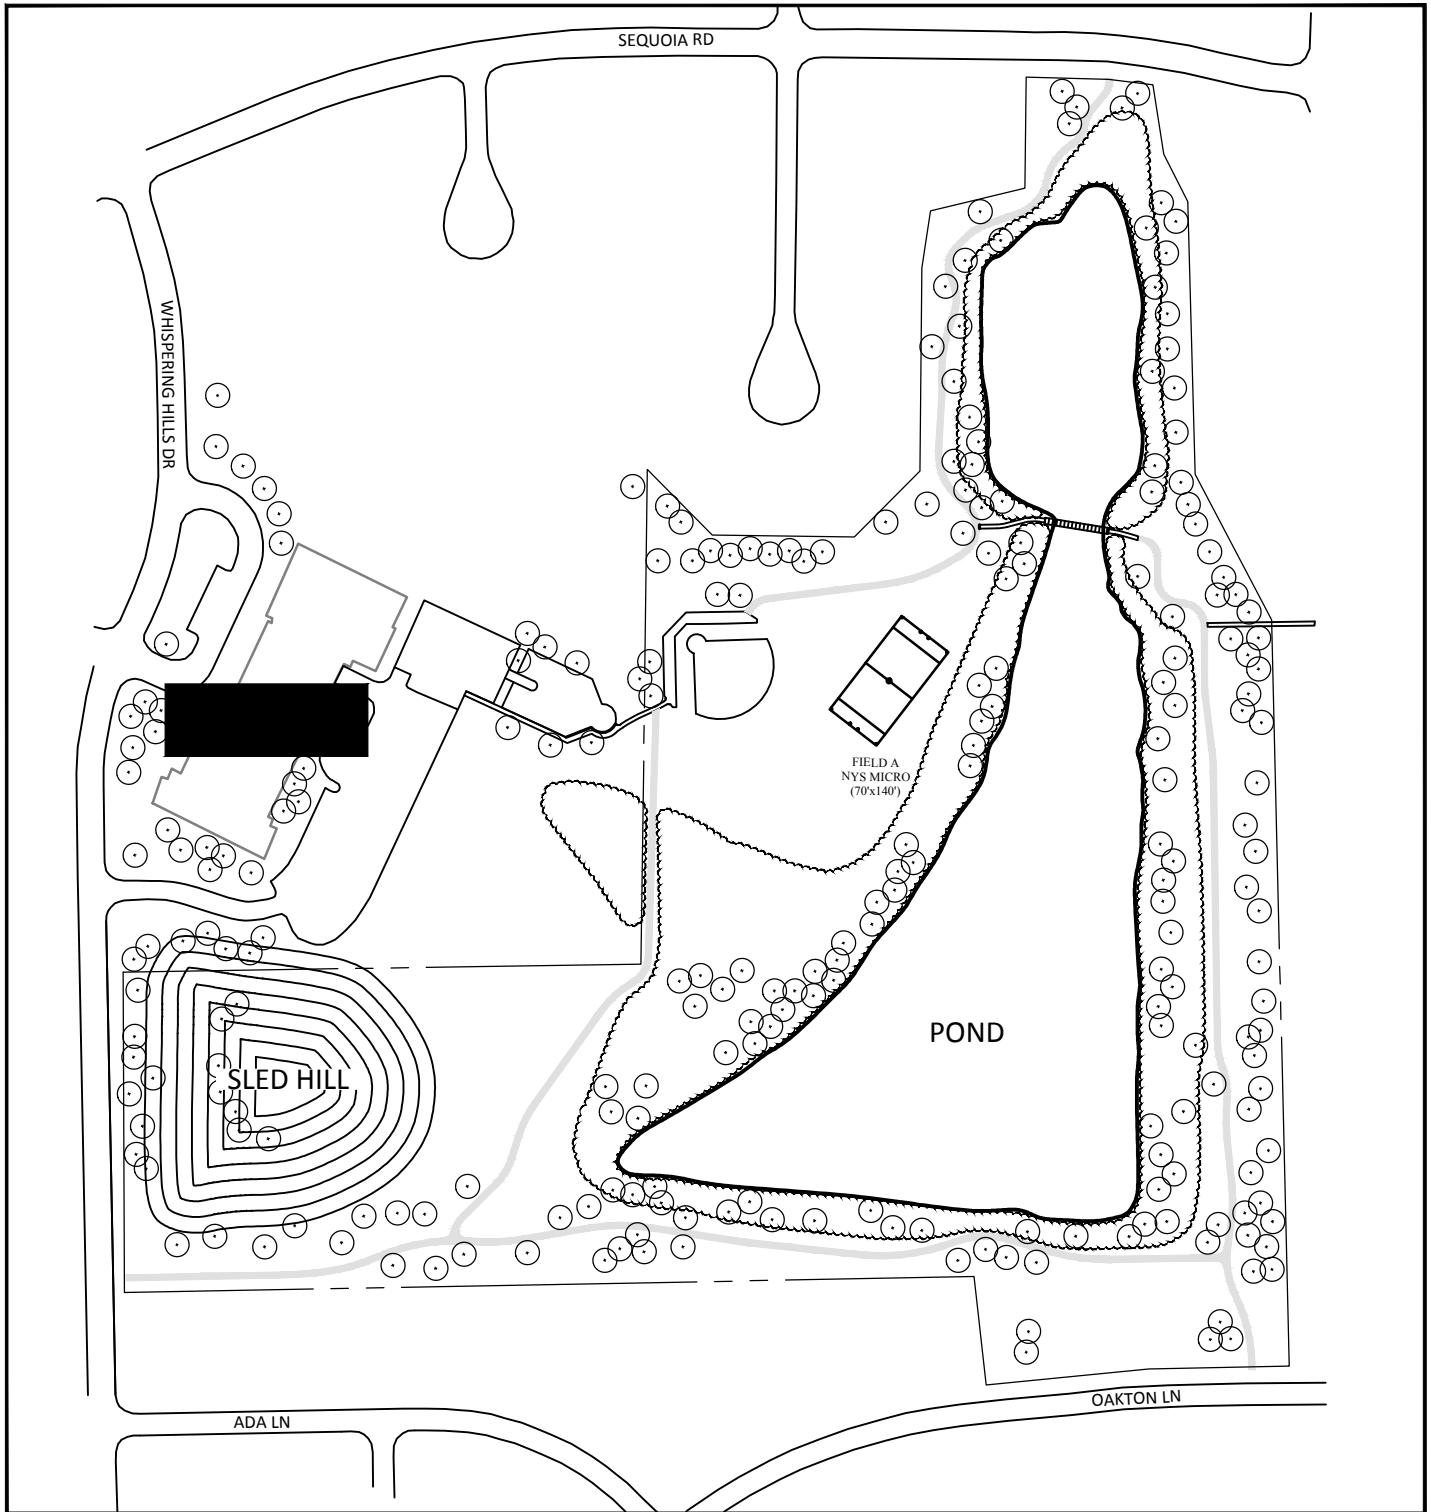 SEQUOIA RD
WHISPERING HILLS DR
FIELD A
NYS MICRO
(70'x140')
POND
SLED HILL
OAKTON LN
ADA LN